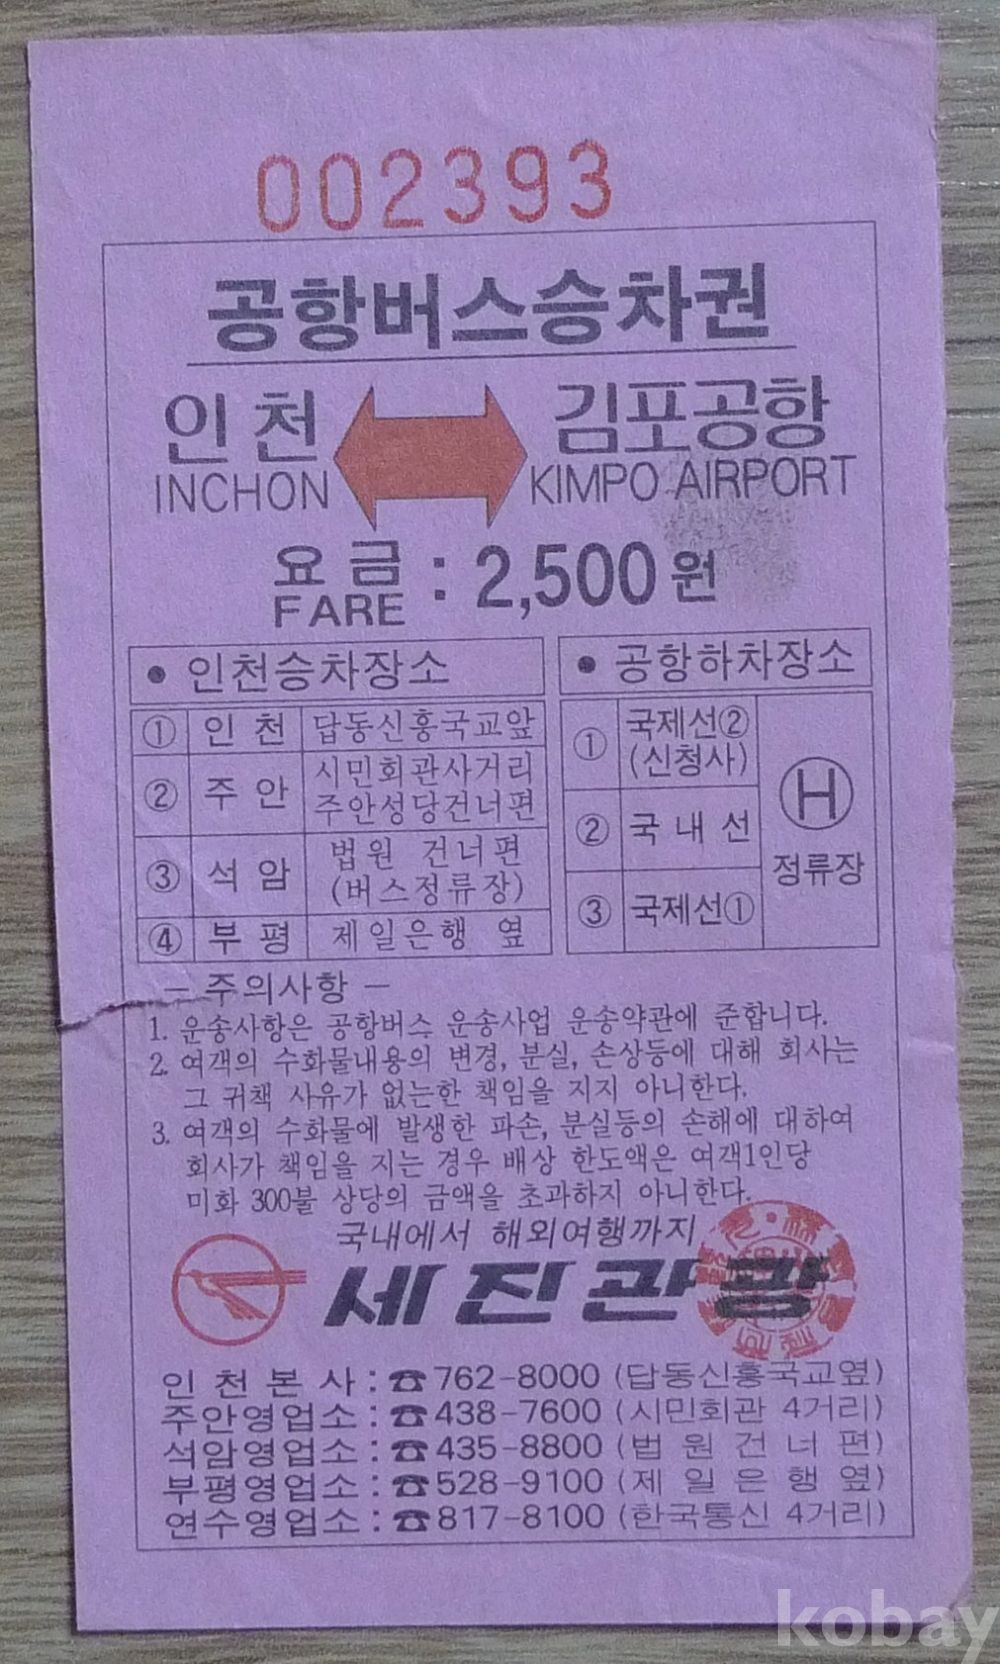 002393
공항버스승차권
인천 김포공항
INCHON KIMPO AIRPORT
요금 : 2,500원
FARE
• 인천승차장소
① 인천 답동신흥국교앞
② 주안 시민회관사거리
주안성당건너편
③ 석암 법원 건너편
(버스정류장)
④ 부평 제일은행 옆
• 공항하차장소
① 국제선②
(신청사)
② 국내선
③ 국제선①
H
정류장
- 주의사항 -
1. 운송사항은 공항버스 운송사업 운송약관에 준합니다.
2. 여객의 수화물내용의 변경, 분실, 손상등에 대해 회사는
그 귀책 사유가 없는한 책임을 지지 아니한다.
3. 여객의 수화물에 발생한 파손, 분실등의 손해에 대하여
회사가 책임을 지는 경우 배상 한도액은 여객1인당
미화 300불 상당의 금액을 초과하지 아니한다.
국내에서 해외여행까지
세진관광
인천본사 : ☎762-8000 (답동신흥국교옆)
주안영업소 : ☎438-7600 (시민회관 4거리)
석암영업소 : ☎435-8800 (법원건너편)
부평영업소 : ☎528-9100 (제일은행옆)
연수영업소 : ☎817-8100 (한국통신 4거리)
kobay